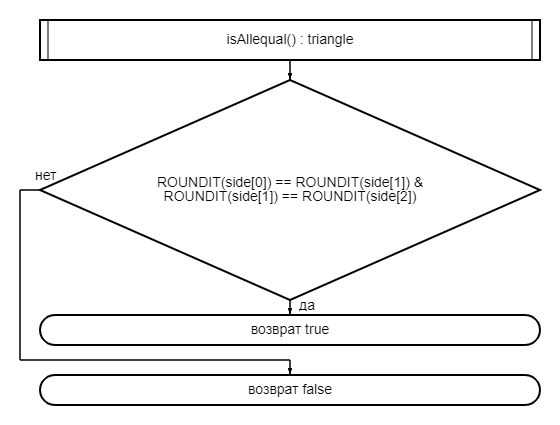 isAllequal() : triangle
нет
ROUNDIT(side[0]) == ROUNDIT(side[1]) &
ROUNDIT(side[1]) == ROUNDIT(side[2])
да
возврат true
возврат false